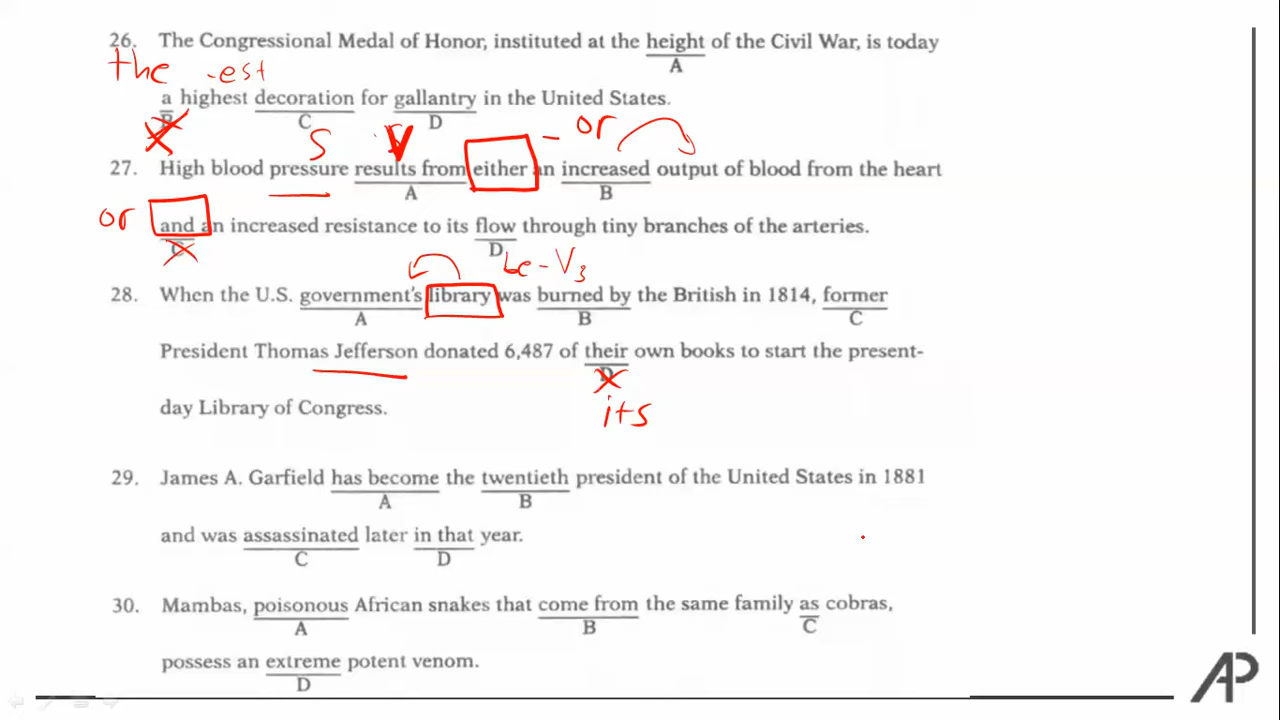 26. The Congressional Medal of Honor, instituted at the height of the Civil War, is today
A
the -est
a highest decoration for gallantry in the United States.
B C D
S V - or
27. High blood pressure results from either an increased output of blood from the heart
A B
or and an increased resistance to its flow through tiny branches of the arteries.
C D
be - V3
28. When the U.S. government's library was burned by the British in 1814, former
A B C
President Thomas Jefferson donated 6,487 of their own books to start the present-
D
its
day Library of Congress.
29. James A. Garfield has become the twentieth president of the United States in 1881
A B
and was assassinated later in that year.
C D
30. Mambas, poisonous African snakes that come from the same family as cobras,
A B C
possess an extreme potent venom.
D
AP